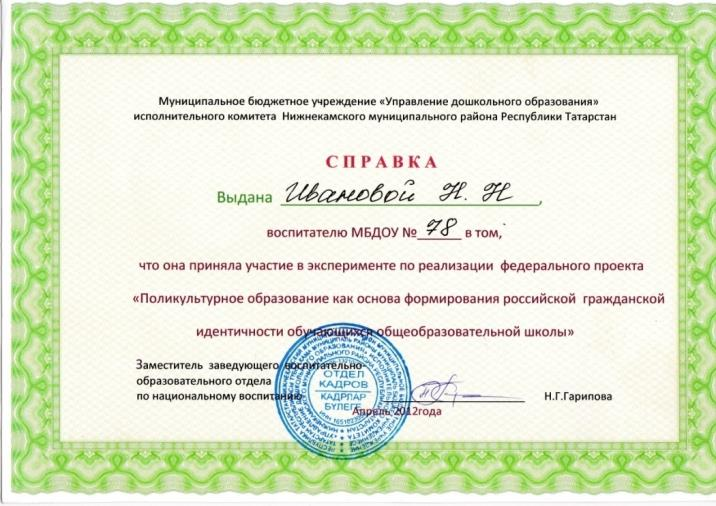 Муниципальное бюджетное учреждение «Управление дошкольного образования»
исполнительного комитета Нижнекамского муниципального района Республики Татарстан
СПРАВКА
Выдана Ивановой Н. Н,
воспитателю МБДОУ № 78 в том,
что она приняла участие в эксперименте по реализации федерального проекта
«Поликультурное образование как основа формирования российской гражданской
идентичности обучающихся общеобразовательной школы»
Заместитель заведующего воспитательно-
образовательного отдела
по национальному воспитанию
Н.Г.Гарипова
Апрель 2012года
ОТДЕЛ
КАДРОВ
КАДРЛАР
БҮЛЕГЕ